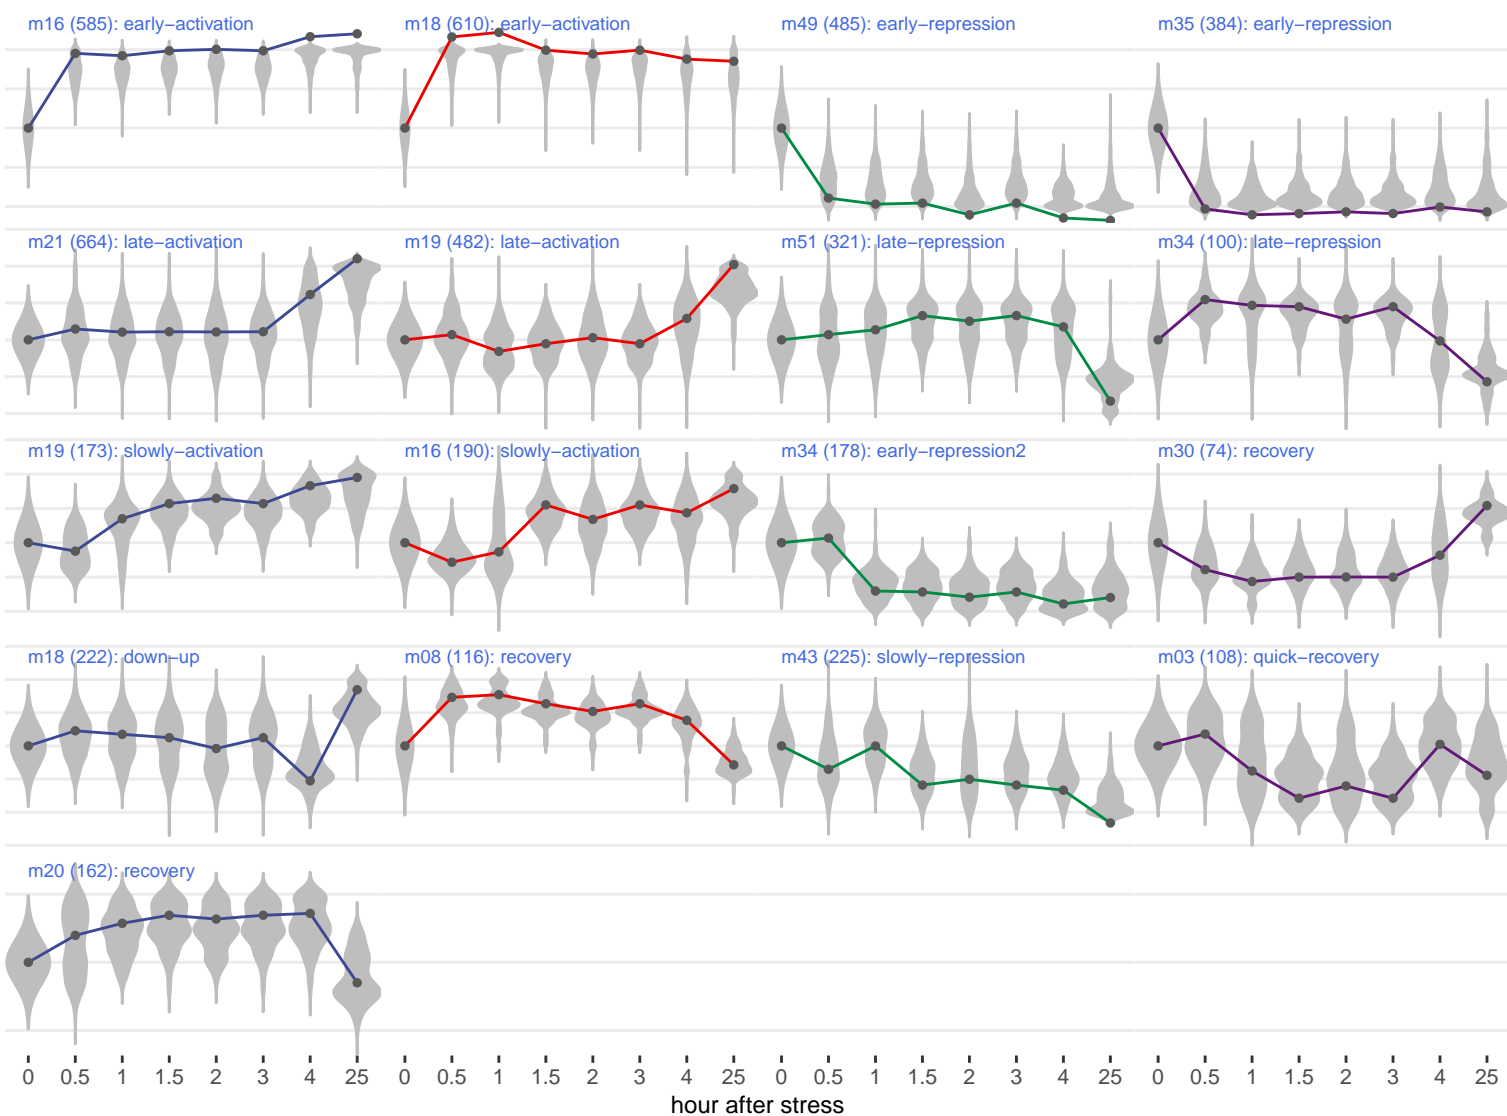 m16 (585): early−activation
m18 (610): early−activation
m49 (485): early−repression
m35 (384): early−repression
m21 (664): late−activation
m19 (482): late−activation
m51 (321): late−repression
m34 (100): late−repression
m19 (173): slowly−activation
m16 (190): slowly−activation
m34 (178): early−repression2
m30 (74): recovery
m18 (222): down−up
m08 (116): recovery
m43 (225): slowly−repression
m03 (108): quick−recovery
m20 (162): recovery
0 0.5 1 1.5 2 3 4 25
0 0.5 1 1.5 2 3 4 25
0 0.5 1 1.5 2 3 4 25
0 0.5 1 1.5 2 3 4 25
hour after stress